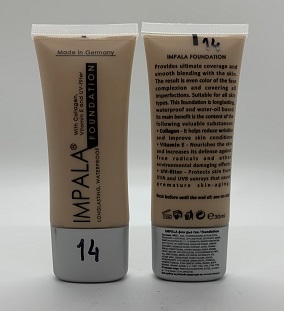 Made in Germany
IMPALA®
FOUNDATION
with Collagen,
Vitamin E and UV-filter
LONGLASTING, WATERPROOF
14
14
IMPALA FOUNDATION
Provides ultimate coverage and
smooth blending with the skin.
The result is even color of the face
complexion and covering all
imperfections. Suitable for all skin
types. This foundation is longlasting,
waterproof and water-oil based.
Its main benefit is the content of the
following valuable substances:
• Collagen - It helps reduce wrinkles
and improve skin conditions.
• Vitamin E - Nourishes the skin
and increases its defense against
free radicals and other
environmental damaging effects.
• UV-filter - Protects skin from
UVA and UVB overays that cause
premature skin-aging.
e 30ml